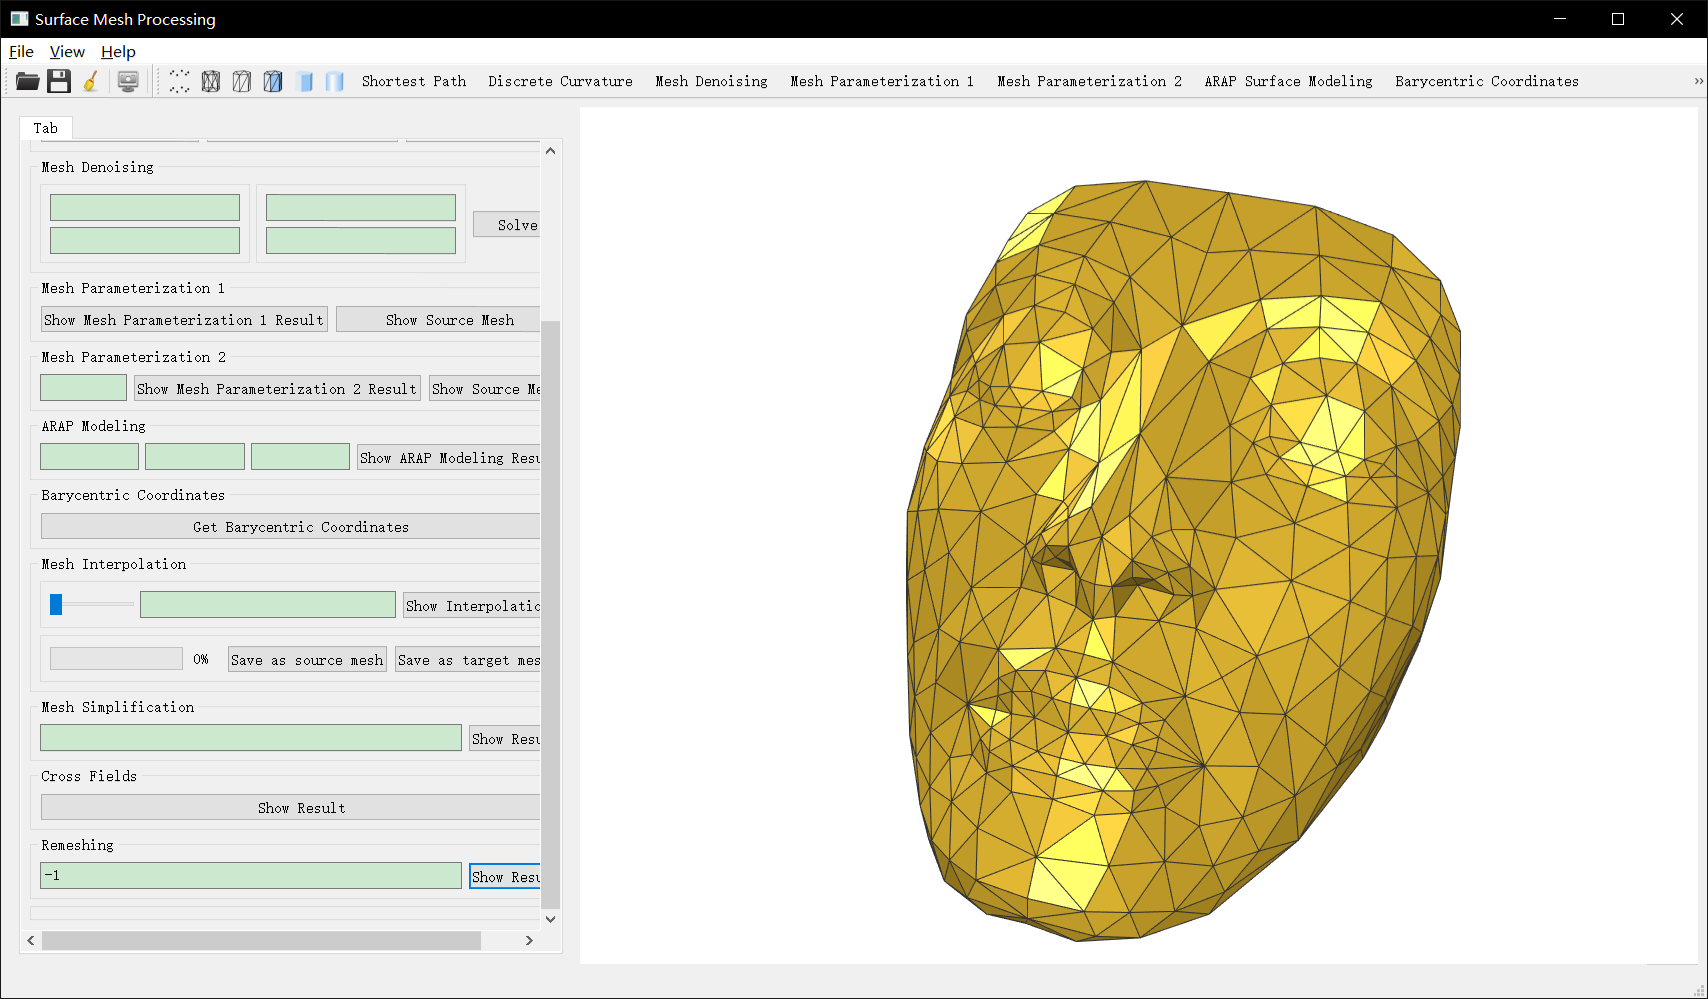 Surface Mesh Processing
File View Help
Shortest Path Discrete Curvature Mesh Denoising Mesh Parameterization 1 Mesh Parameterization 2 ARAP Surface Modeling Barycentric Coordinates »
Tab
Mesh Denoising
Solve
Mesh Parameterization 1
Show Mesh Parameterization 1 Result Show Source Mesh
Mesh Parameterization 2
Show Mesh Parameterization 2 Result Show Source Me
ARAP Modeling
Show ARAP Modeling Resu
Barycentric Coordinates
Get Barycentric Coordinates
Mesh Interpolation
Show Interpolatic
0% Save as source mesh Save as target mes
Mesh Simplification
Show Resu
Cross Fields
Show Result
Remeshing
-1 Show Resu